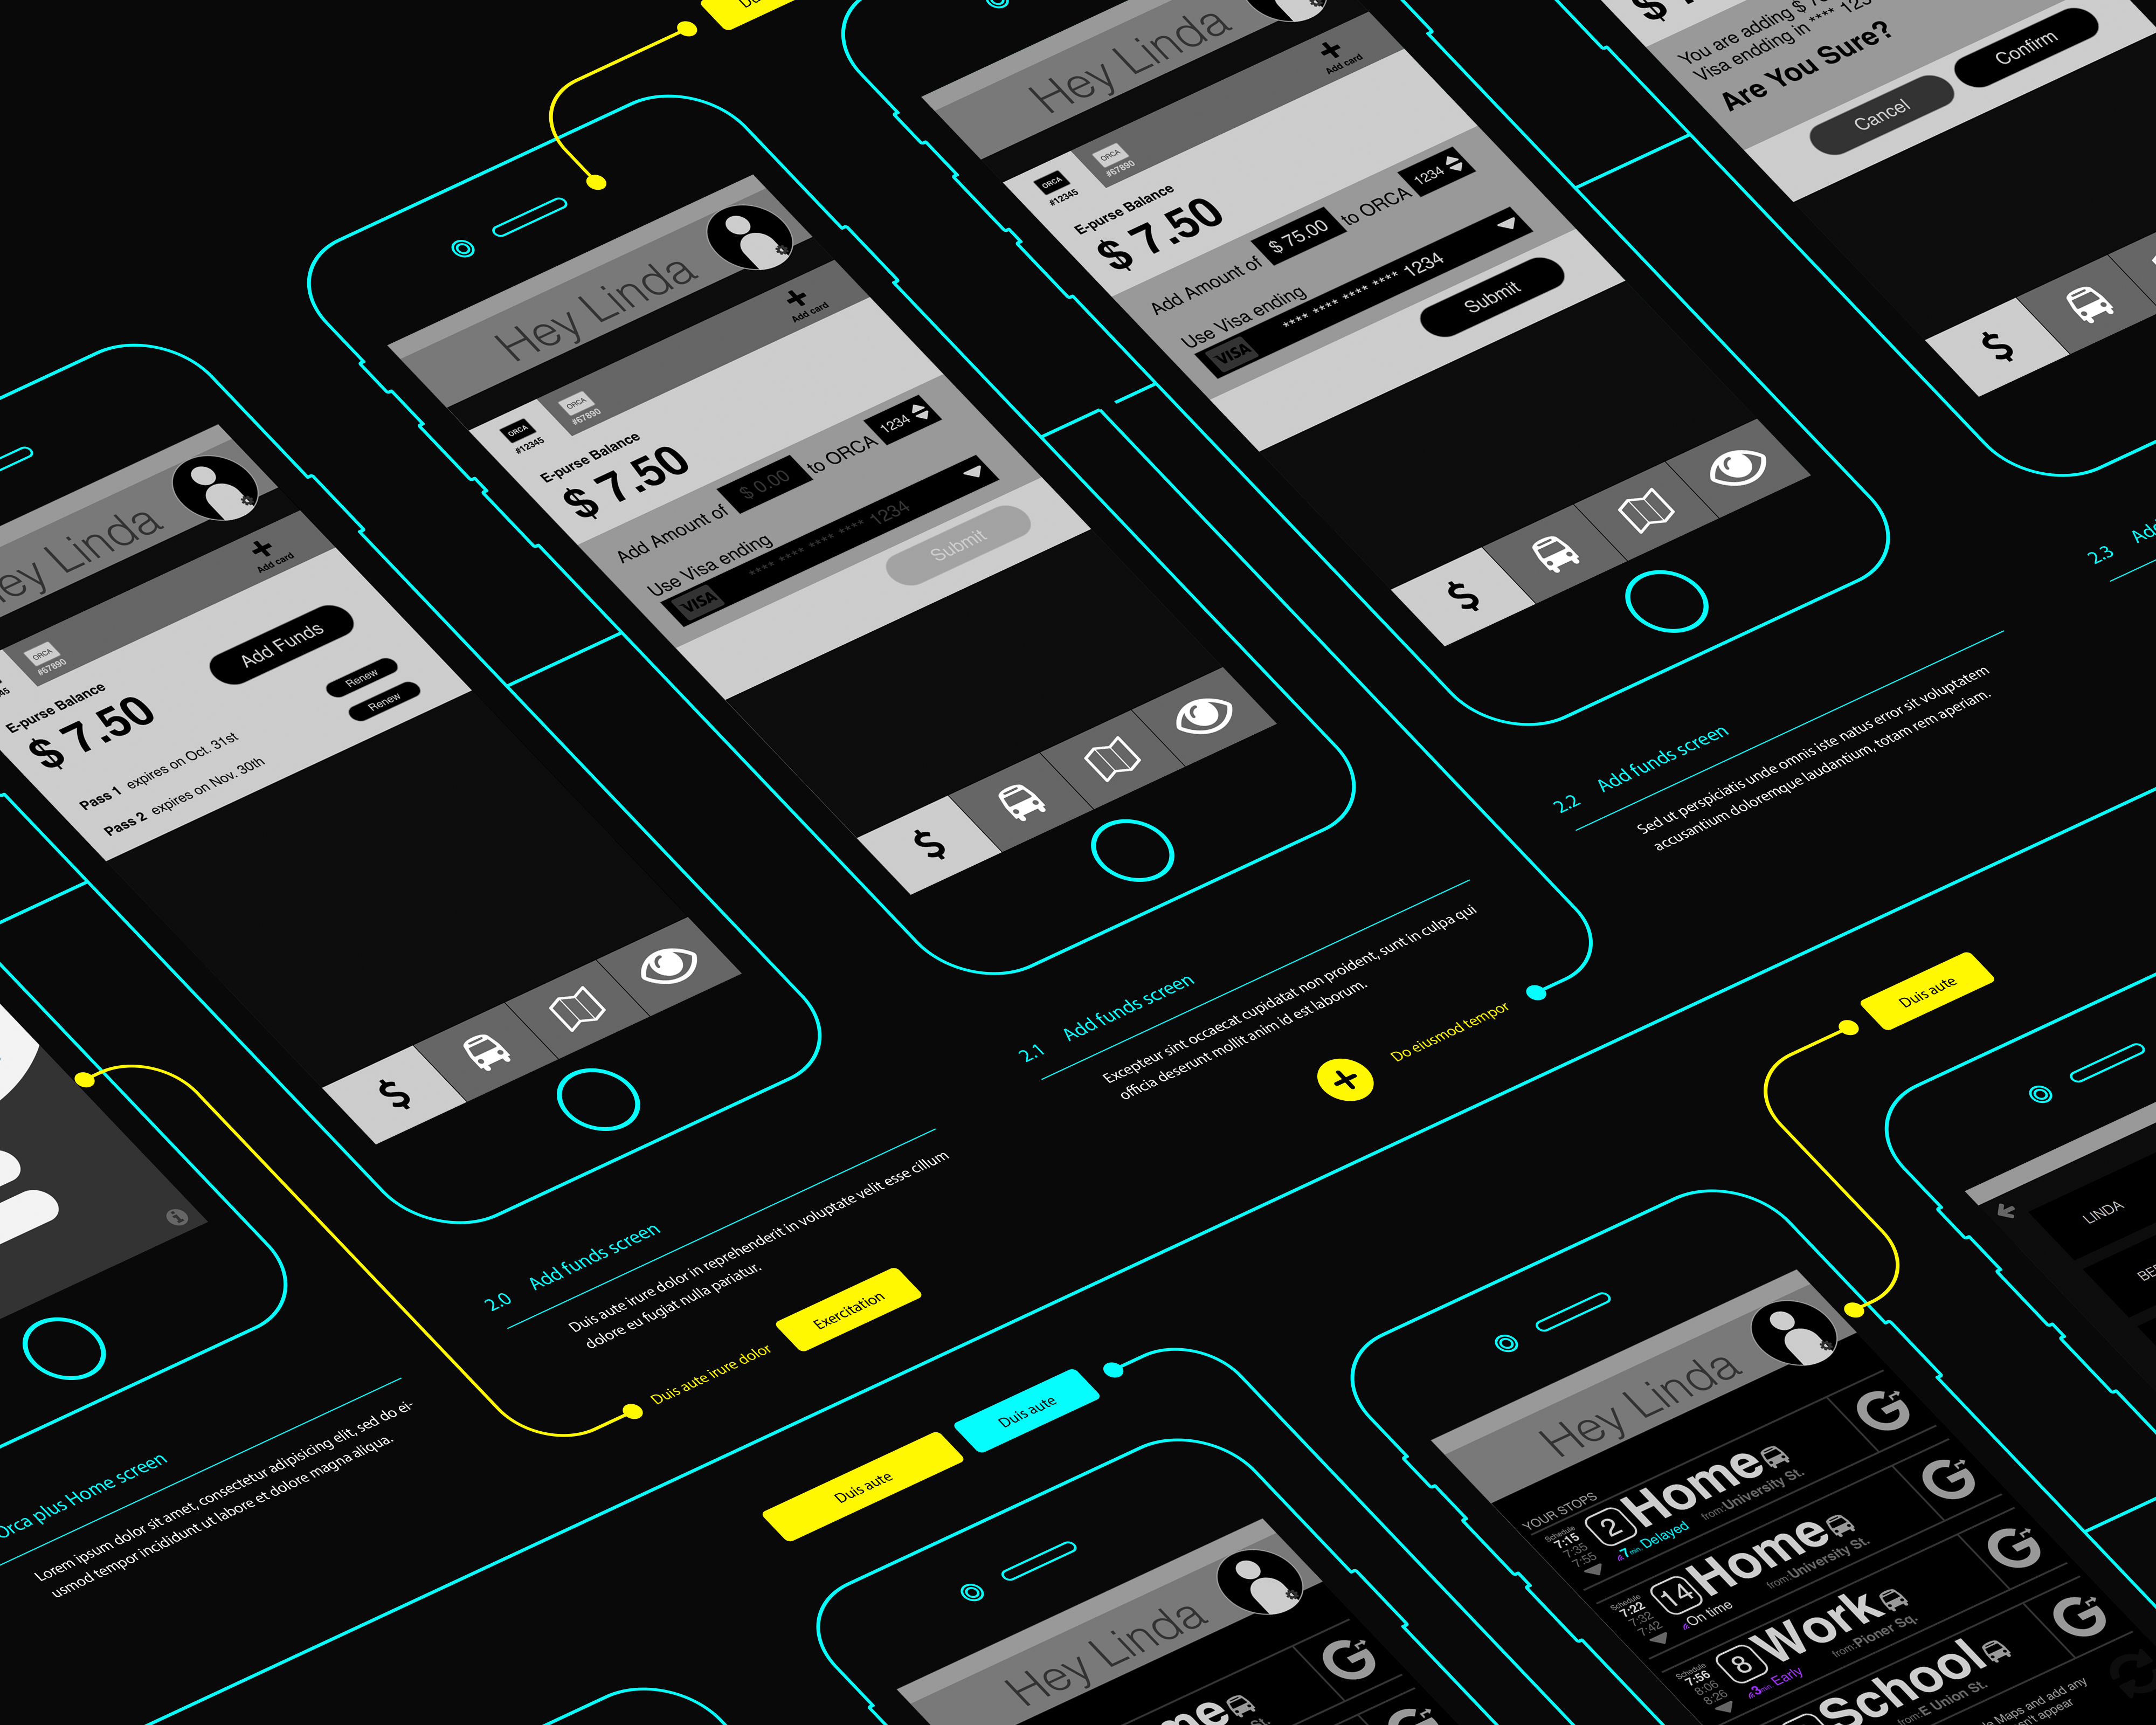 Hey Linda
ORCA
#67890
Add card
E-purse Balance
$ 7.50
Add Funds
Pass 1 expires on Oct. 31st
Renew
Pass 2 expires on Nov. 30th
Renew
$
Orca plus Home screen
Lorem ipsum dolor sit amet, consectetur adipisicing elit, sed do ei-
usmod tempor incididunt ut labore et dolore magna aliqua.
Hey Linda
ORCA
#12345
ORCA
#67890
Add card
E-purse Balance
$ 7.50
Add Amount of $ 0.00 to ORCA 1234
Use Visa ending
VISA **** **** **** **** 1234
Submit
$
2.0 Add funds screen
Duis aute irure dolor in reprehenderit in voluptate velit esse cillum
dolore eu fugiat nulla pariatur.
Duis aute irure dolor
Exercitation
Hey Linda
ORCA
#12345
ORCA
#67890
Add card
E-purse Balance
$ 7.50
Add Amount of $ 75.00 to ORCA 1234
Use Visa ending
VISA **** **** **** **** 1234
Submit
$
2.1 Add funds screen
Excepteur sint occaecat cupidatat non proident, sunt in culpa qui
officia deserunt mollit anim id est laborum.
Do eiusmod tempor
You are adding $
Visa endding in ****
Are You Sure?
Cancel
Confirm
$
2.2 Add funds screen
Sed ut perspiciatis unde omnis iste natus error sit voluptatem
accusantium doloremque laudantium, totam rem aperiam.
2.3
Duis aute
Duis aute
Duis aute
Hey Linda
Hey Linda
YOUR STOPS
Schedule
7:15
7:35
7:55
2 Home
from:University St.
7 min. Delayed
Schedule
7:22
7:32
7:42
14 Home
from:University St.
On time
Schedule
7:56
8:06
8:26
8 Work
from:Pioner Sq.
3 min. Early
School
from:E Union St.
Maps and add any
appear
LINDA